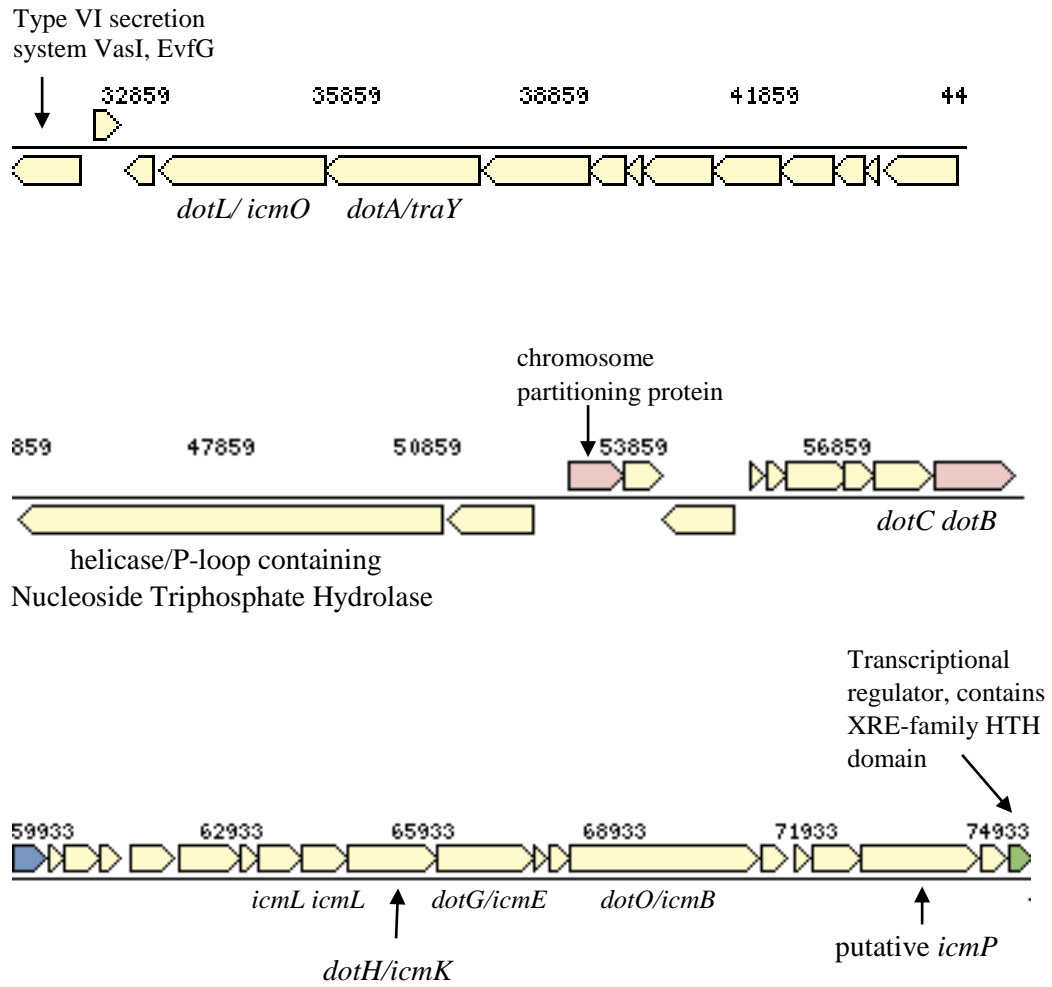 Type VI secretion
system VasI, EvfG
32859 35859 38859 41859 44
dotL/ icmO dotA/traY
chromosome
partitioning protein
859 47859 50859 53859 56859
dotC dotB
helicase/P-loop containing
Nucleoside Triphosphate Hydrolase
Transcriptional
regulator, contains
XRE-family HTH
domain
59933 62933 65933 68933 71933 74933
icmL icmL dotG/icmE dotO/icmB
putative icmP
dotH/icmK